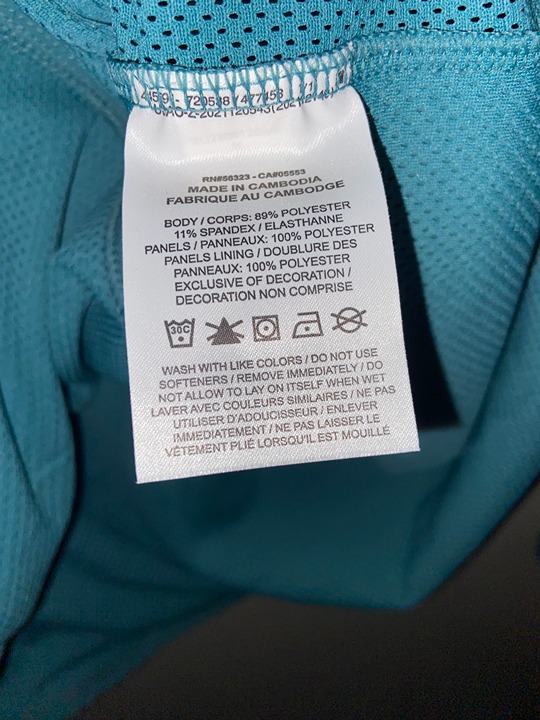 RN#56323 - CA#05553
MADE IN CAMBODIA
FABRIQUE AU CAMBODGE
BODY / CORPS: 89% POLYESTER
11% SPANDEX / ELASTHANNE
PANELS / PANNEAUX: 100% POLYESTER
PANELS LINING / DOUBLURE DES
PANNEAUX: 100% POLYESTER
EXCLUSIVE OF DECORATION /
DECORATION NON COMPRISE
30C
WASH WITH LIKE COLORS / DO NOT USE
SOFTENERS / REMOVE IMMEDIATELY / DO
NOT ALLOW TO LAY ON ITSELF WHEN WET
LAVER AVEC COULEURS SIMILAIRES / NE PAS
UTILISER D'ADOUCISSEUR / ENLEVER
IMMEDIATEMENT / NE PAS LAISSER LE
VÊTEMENT PLIÉ LORSQU'IL EST MOUILLÉ